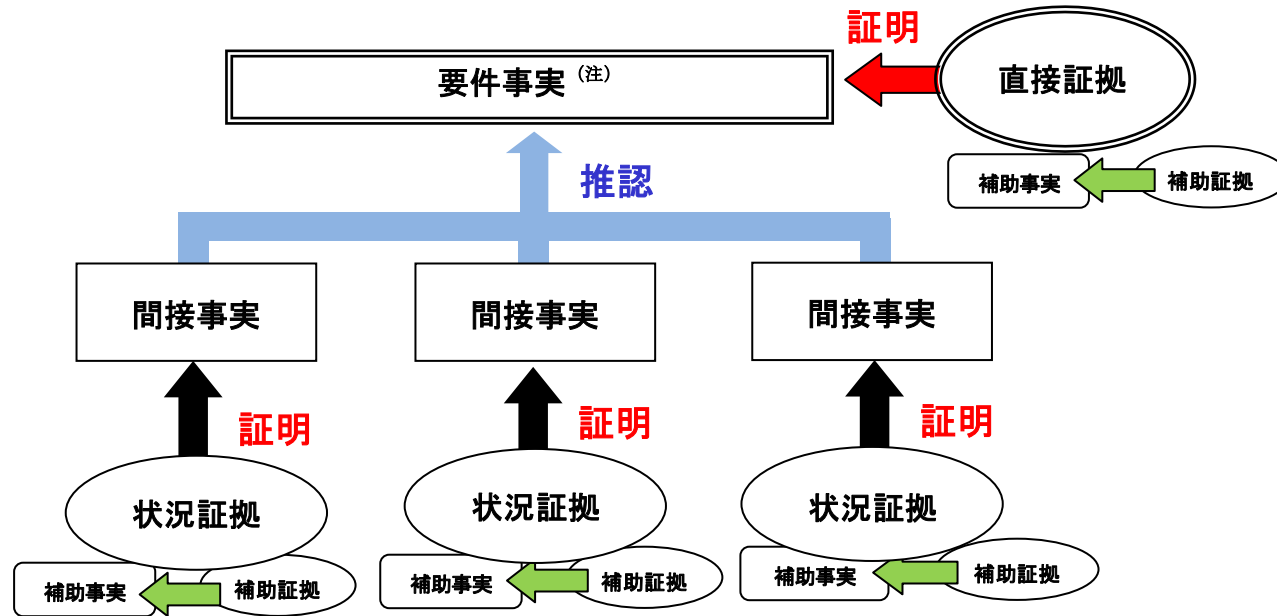 証明
要件事実（注）
直接証拠
補助事実
補助証拠
推認
間接事実
間接事実
間接事実
証明
証明
証明
状況証拠
状況証拠
状況証拠
補助事実
補助証拠
補助事実
補助証拠
補助事実
補助証拠